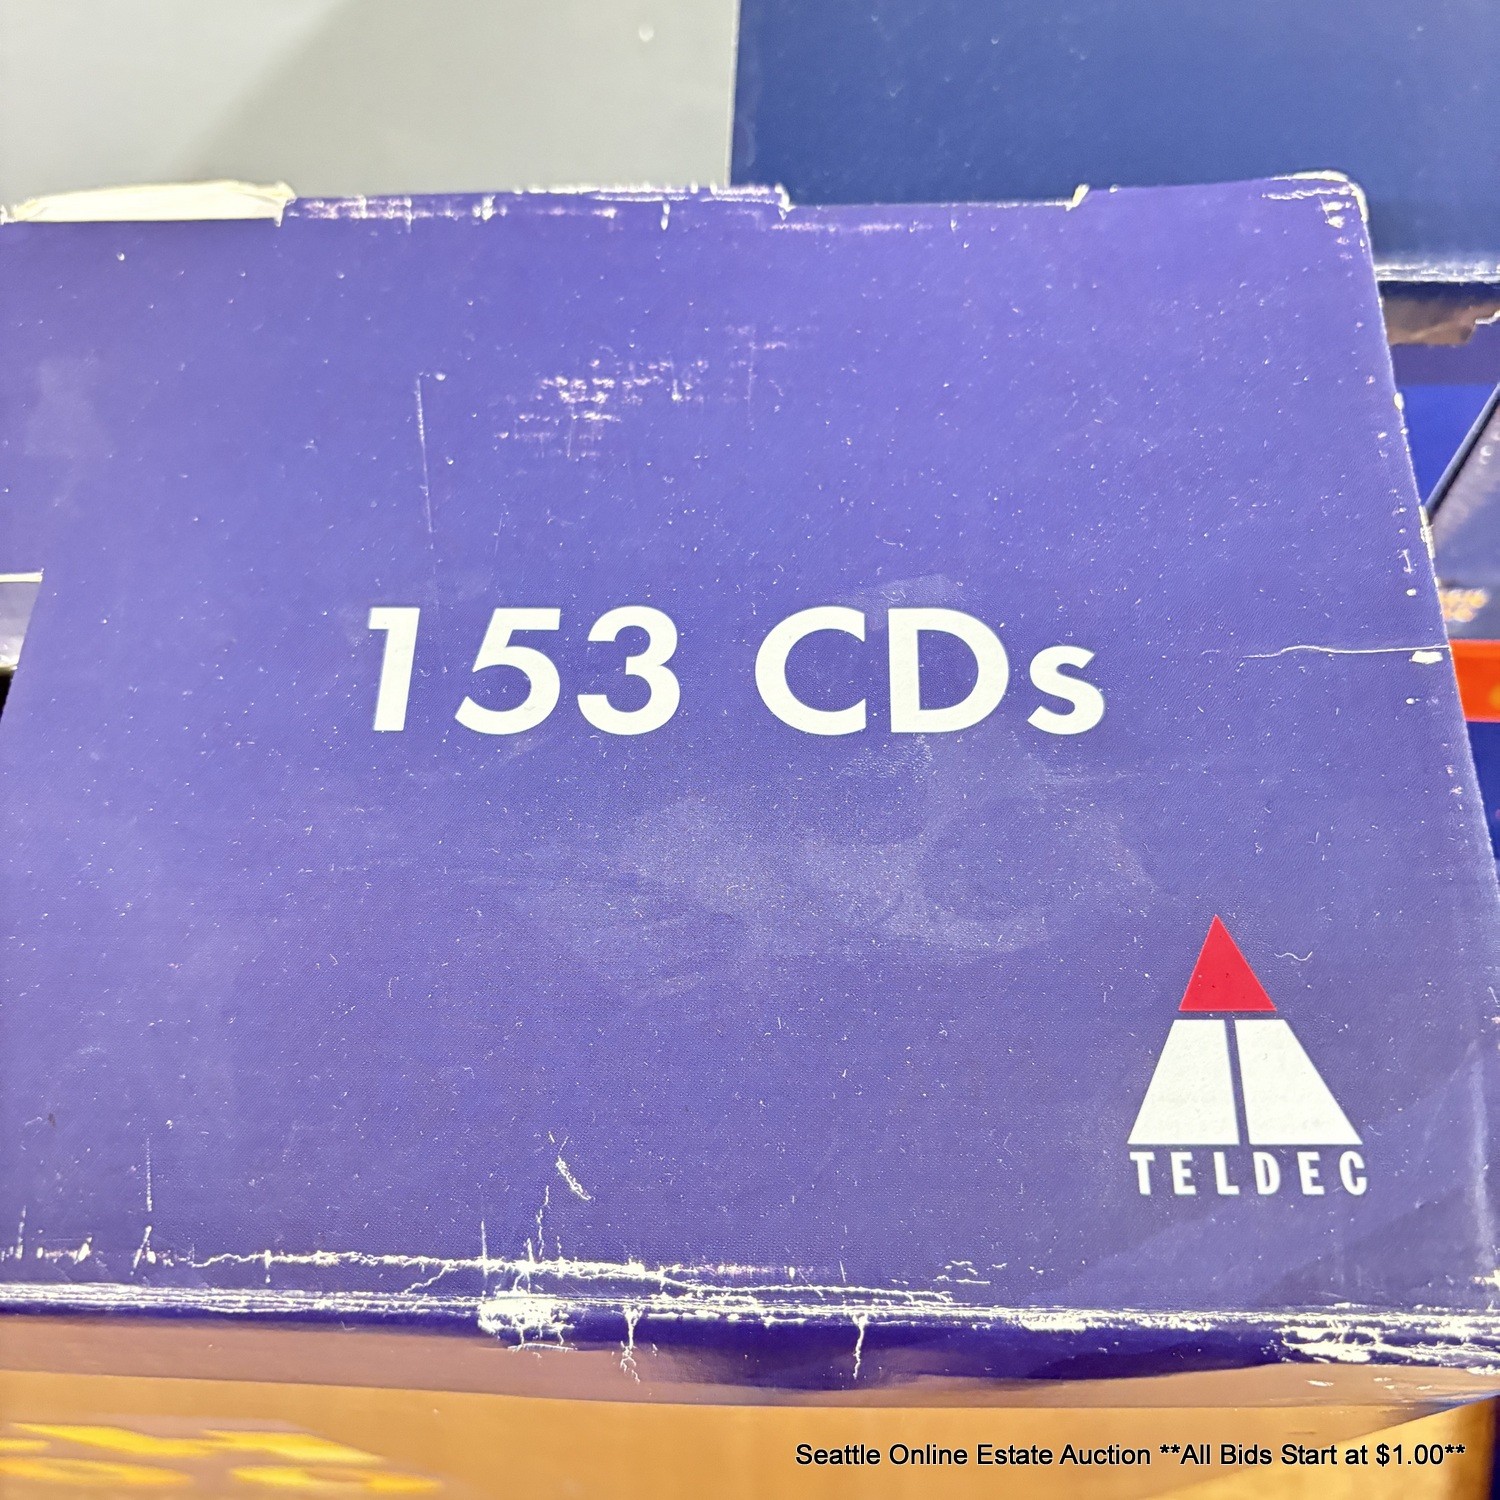 153 CDs
TELDEC
Seattle Online Estate Auction **All Bids Start at $1.00**